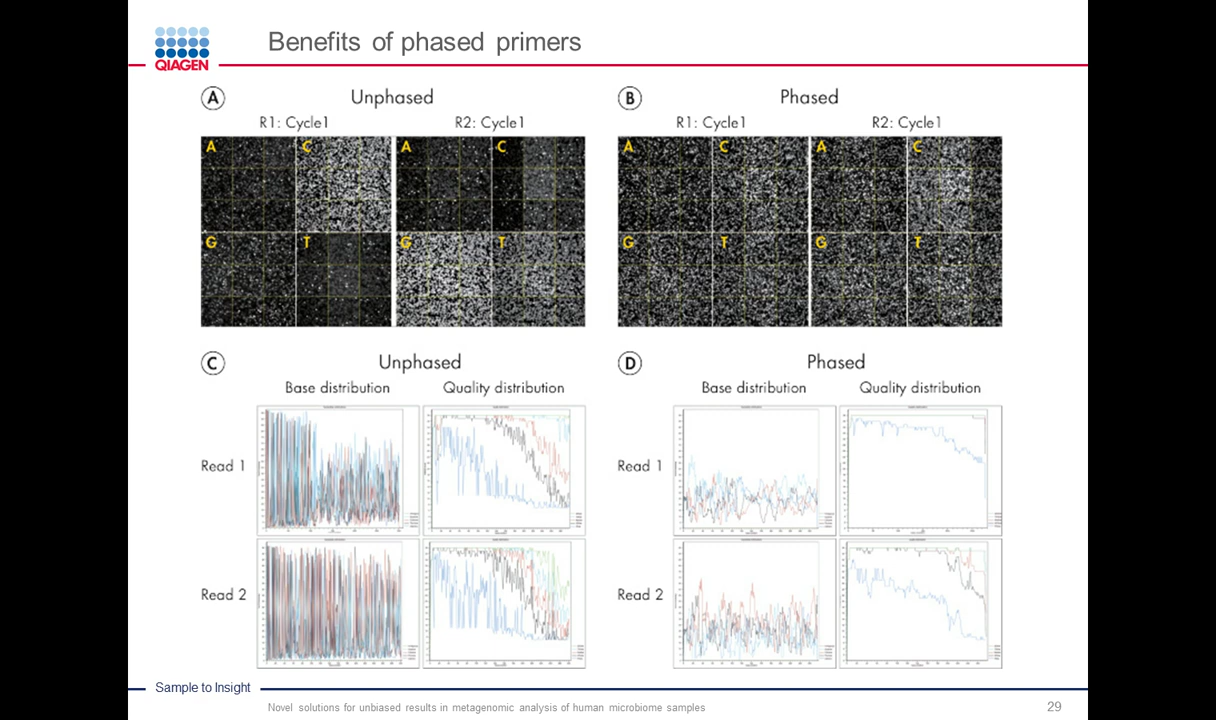 QIAGEN
Benefits of phased primers
A Unphased
R1: Cycle1 R2: Cycle1
A C A C
G T G T
B Phased
R1: Cycle1 R2: Cycle1
A C A C
G T G T
C Unphased
Base distribution Quality distribution
Read 1
Read 2
D Phased
Base distribution Quality distribution
Read 1
Read 2
Sample to Insight
Novel solutions for unbiased results in metagenomic analysis of human microbiome samples
29